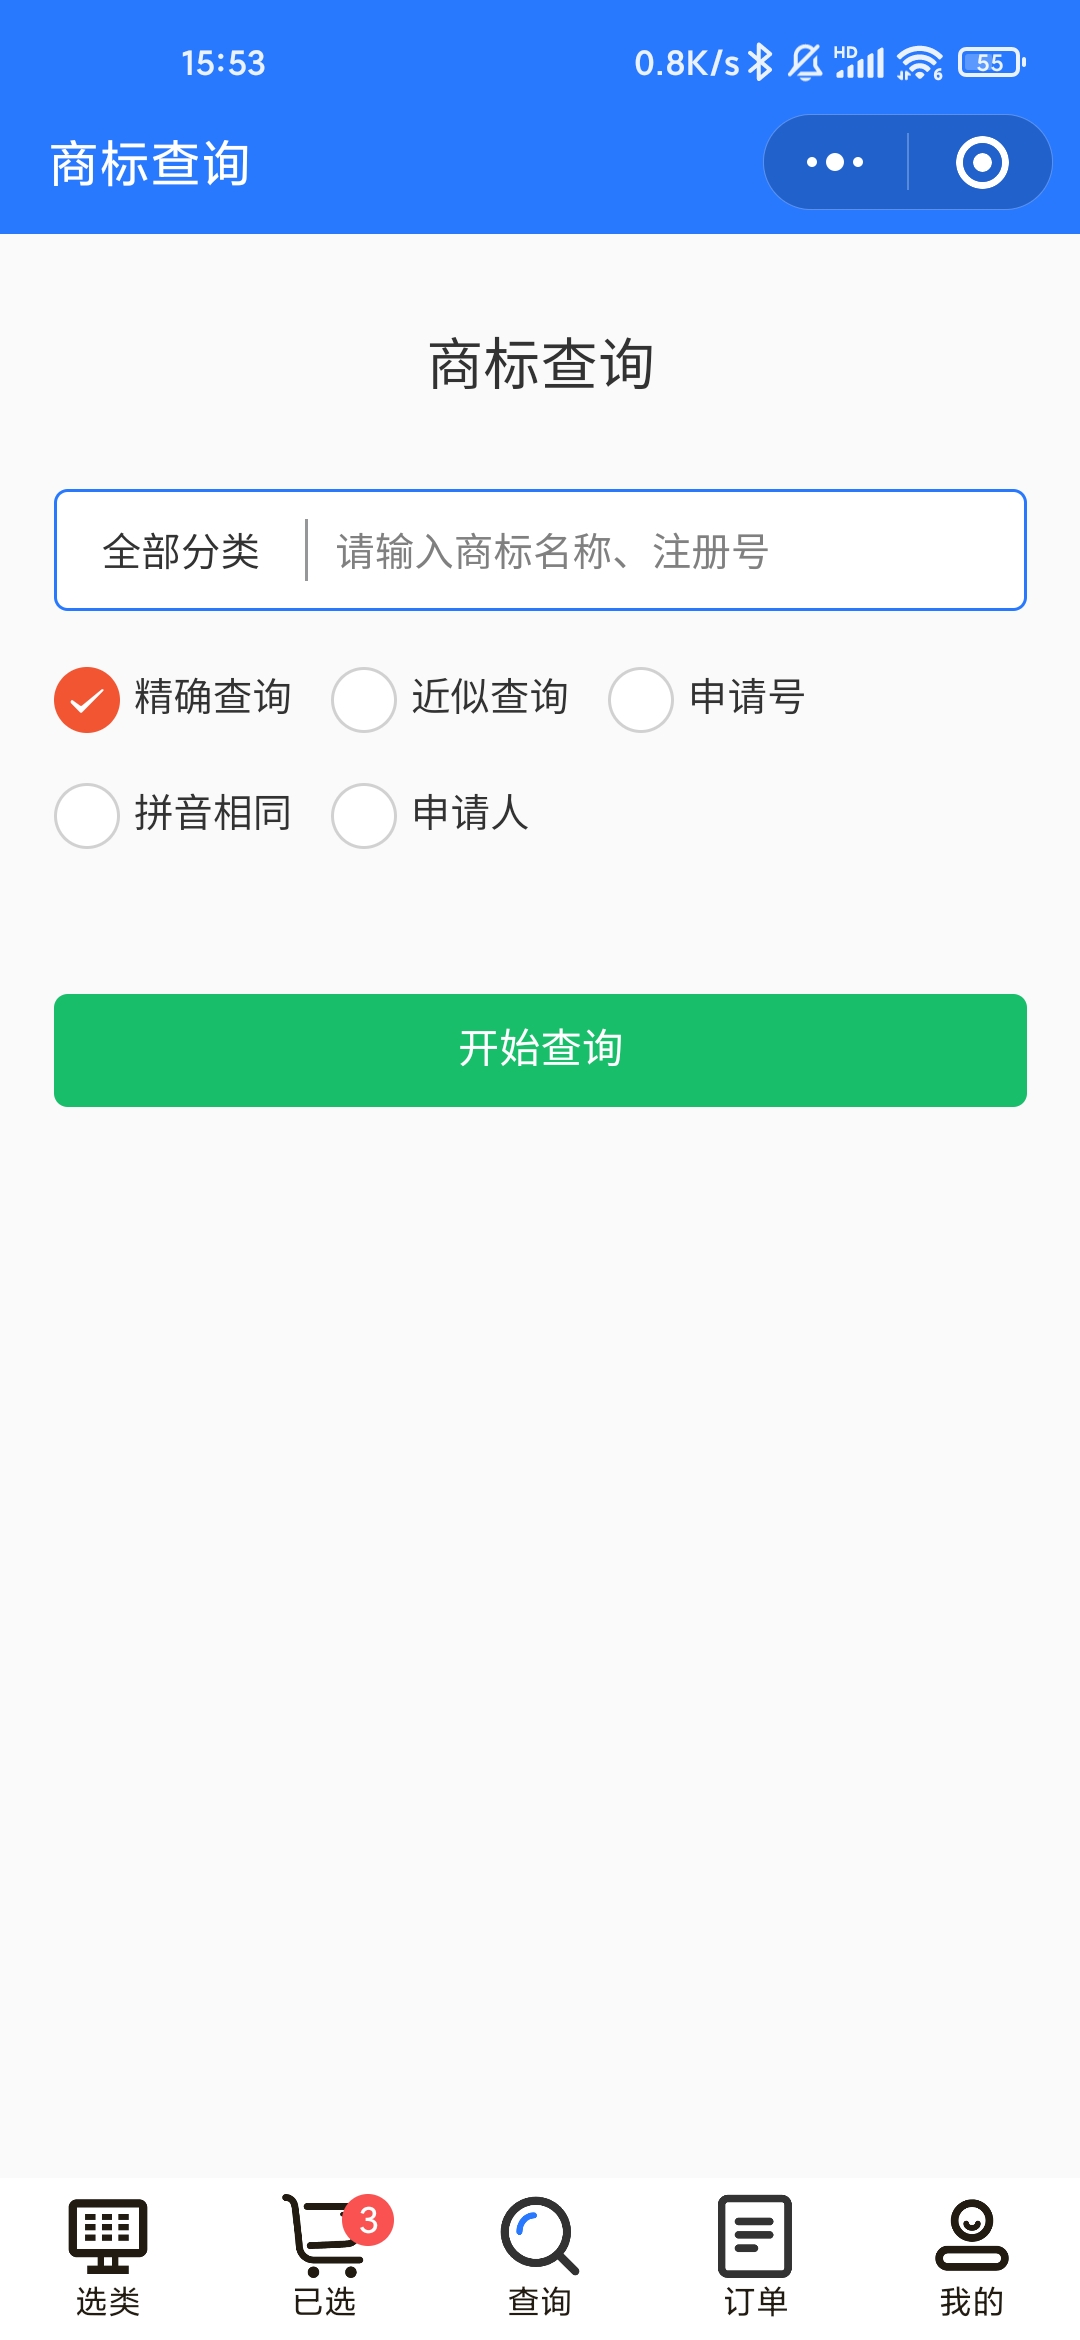 15:53 0.8K/s HD 6 55
商标查询
商标查询
全部分类 请输入商标名称、注册号
精确查询 近似查询 申请号
拼音相同 申请人
开始查询
3
选类 已选 查询 订单 我的